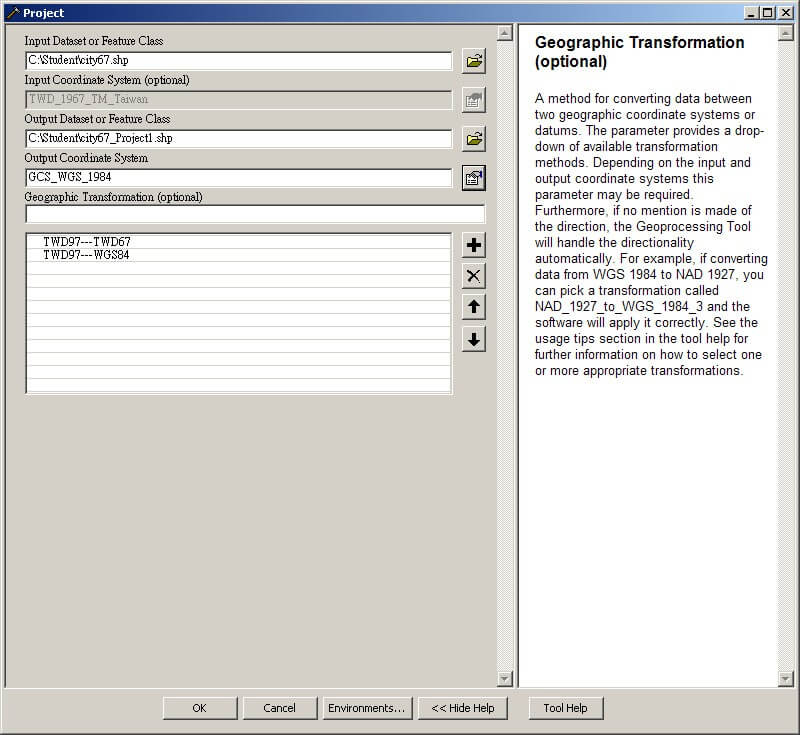 Project
Input Dataset or Feature Class
C:\Student\city67.shp
Input Coordinate System (optional)
TWD_1967_TM_Taiwan
Output Dataset or Feature Class
C:\Student\city67_Project1.shp
Output Coordinate System
GCS_WGS_1984
Geographic Transformation (optional)
TWD97---TWD67
TWD97---WGS84
Geographic Transformation
(optional)
A method for converting data between
two geographic coordinate systems or
datums. The parameter provides a drop-
down of available transformation
methods. Depending on the input and
output coordinate systems this
parameter may be required.
Furthermore, if no mention is made of
the direction, the Geoprocessing Tool
will handle the directionality
automatically. For example, if converting
data from WGS 1984 to NAD 1927, you
can pick a transformation called
NAD_1927_to_WGS_1984_3 and the
software will apply it correctly. See the
usage tips section in the tool help for
further information on how to select one
or more appropriate transformations.
OK
Cancel
Environments...
<< Hide Help
Tool Help